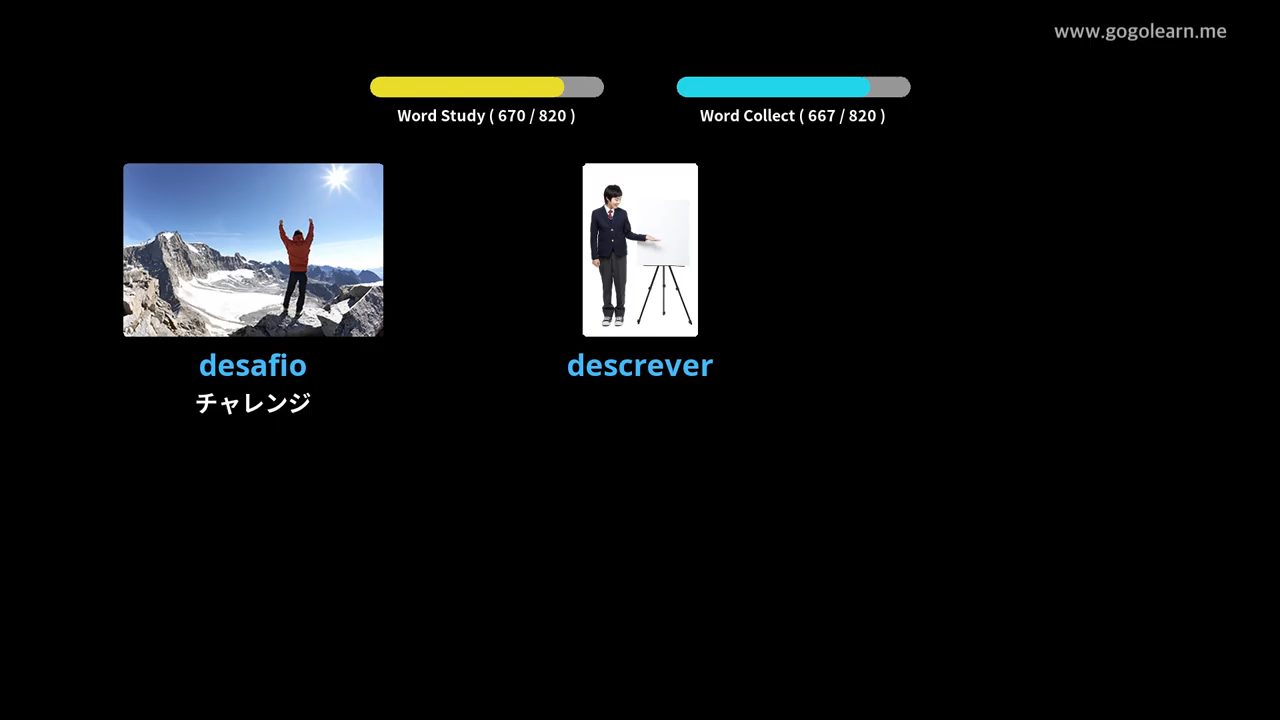 www.gogolearn.me
Word Study ( 670 / 820 )
Word Collect ( 667 / 820 )
desafio
チャレンジ
descrever